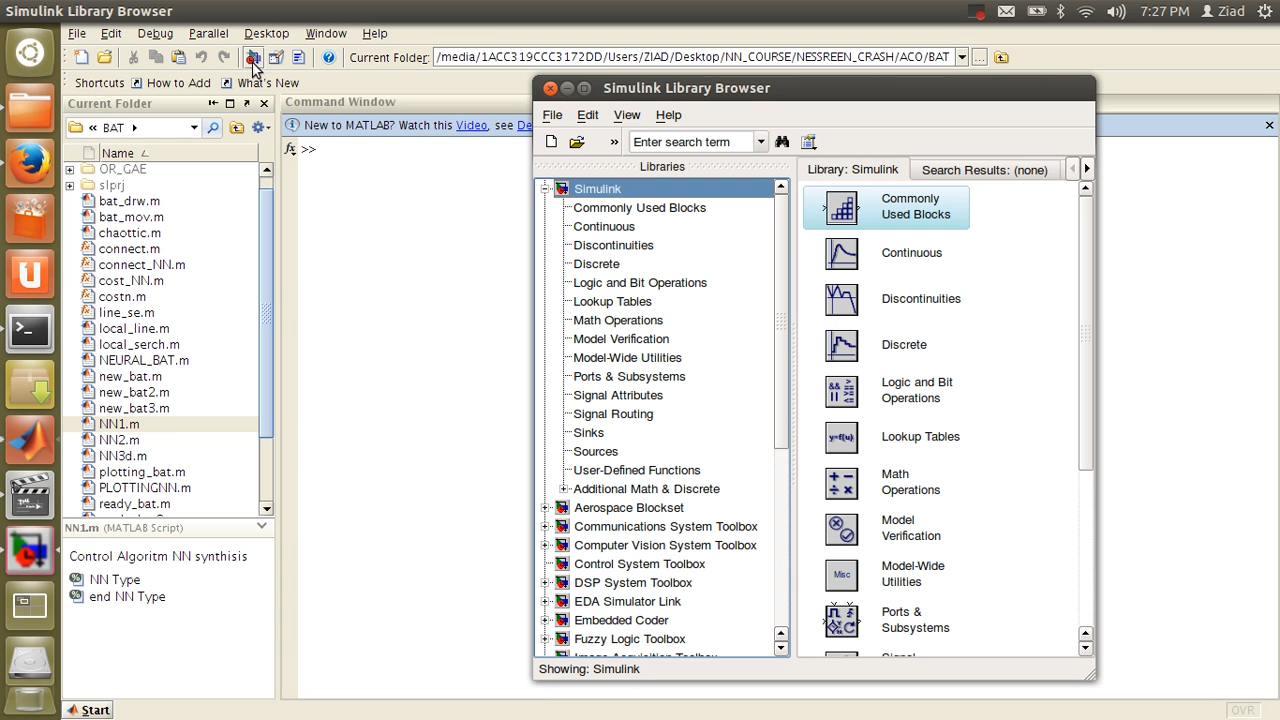 Simulink Library Browser
7:27 PM
Ziad
File Edit Debug Parallel Desktop Window Help
Current Folder: /media/1ACC319CCC3172DD/Users/ZIAD/Desktop/NN_COURSE/NESSREEN_CRASH/ACO/BAT
Shortcuts How to Add What's New
Current Folder
« BAT
Name
OR_GAE
slprj
bat_drw.m
bat_mov.m
chaottic.m
connect.m
connect_NN.m
cost_NN.m
costn.m
line_se.m
local_line.m
local_serch.m
NEURAL_BAT.m
new_bat.m
new_bat2.m
new_bat3.m
NN1.m
NN2.m
NN3d.m
plotting_bat.m
PLOTTINGNN.m
ready_bat.m
NN1.m (MATLAB Script)
Control Algoritm NN synthisis
NN Type
end NN Type
Start
Command Window
New to MATLAB? Watch this Video, see De
fx >>
Simulink Library Browser
File Edit View Help
» Enter search term
Libraries
Simulink
Commonly Used Blocks
Continuous
Discontinuities
Discrete
Logic and Bit Operations
Lookup Tables
Math Operations
Model Verification
Model-Wide Utilities
Ports & Subsystems
Signal Attributes
Signal Routing
Sinks
Sources
User-Defined Functions
Additional Math & Discrete
Aerospace Blockset
Communications System Toolbox
Computer Vision System Toolbox
Control System Toolbox
DSP System Toolbox
EDA Simulator Link
Embedded Coder
Fuzzy Logic Toolbox
Image Acquisition Toolbox
Library: Simulink Search Results: (none)
Commonly
Used Blocks
Continuous
Discontinuities
Discrete
Logic and Bit
Operations
y=f(u)
Lookup Tables
Math
Operations
Model
Verification
Misc
Model-Wide
Utilities
Ports &
Subsystems
Signal
Showing: Simulink
OVR